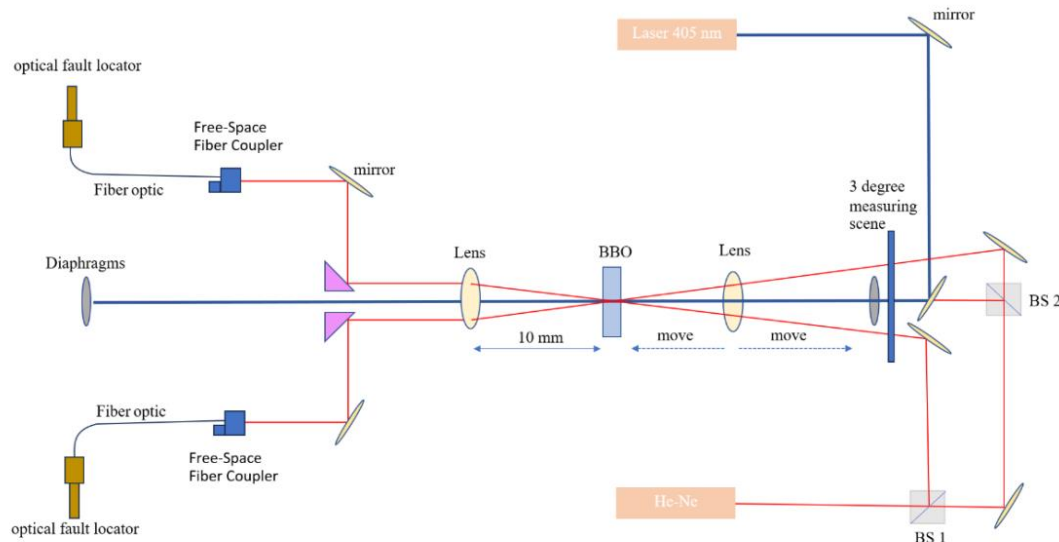 Laser 405 nm
mirror
optical fault locator
Free-Space
Fiber Coupler
Fiber optic
mirror
3 degree
measuring
scene
Diaphragms
Lens
BBO
Lens
BS 2
10 mm
move
move
Fiber optic
Free-Space
Fiber Coupler
optical fault locator
He-Ne
BS 1